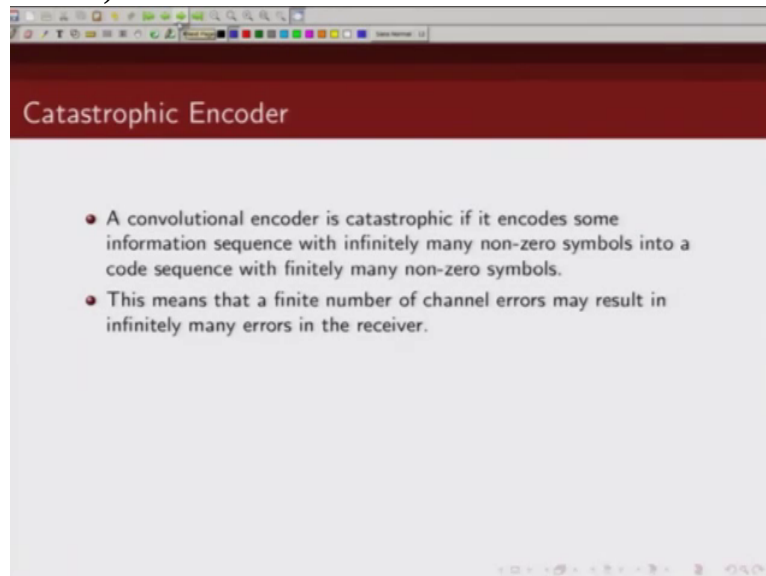 Catastrophic Encoder
A convolutional encoder is catastrophic if it encodes some
information sequence with infinitely many non-zero symbols into a
code sequence with finitely many non-zero symbols.
This means that a finite number of channel errors may result in
infinitely many errors in the receiver.